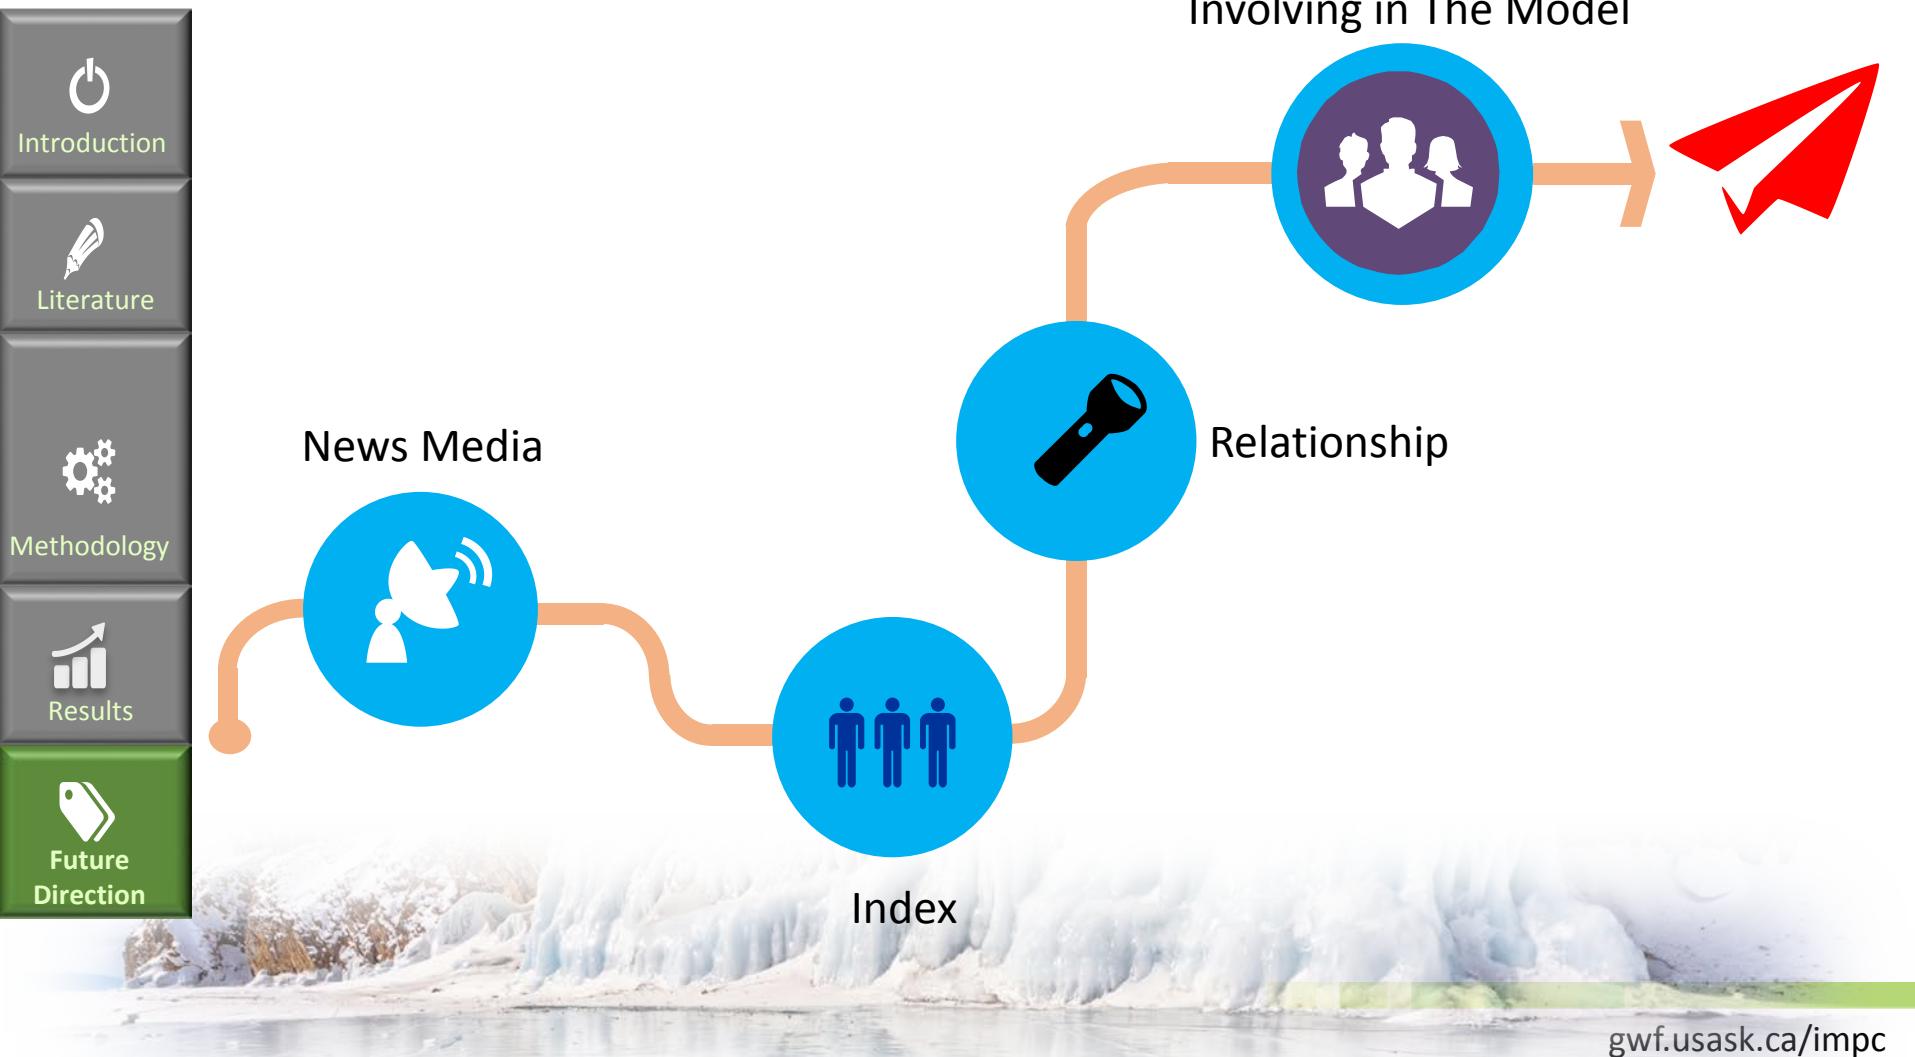 Introduction
Literature
Methodology
Results
Future
Direction
Involving in The Model
Relationship
News Media
Index
gwf.usask.ca/impc